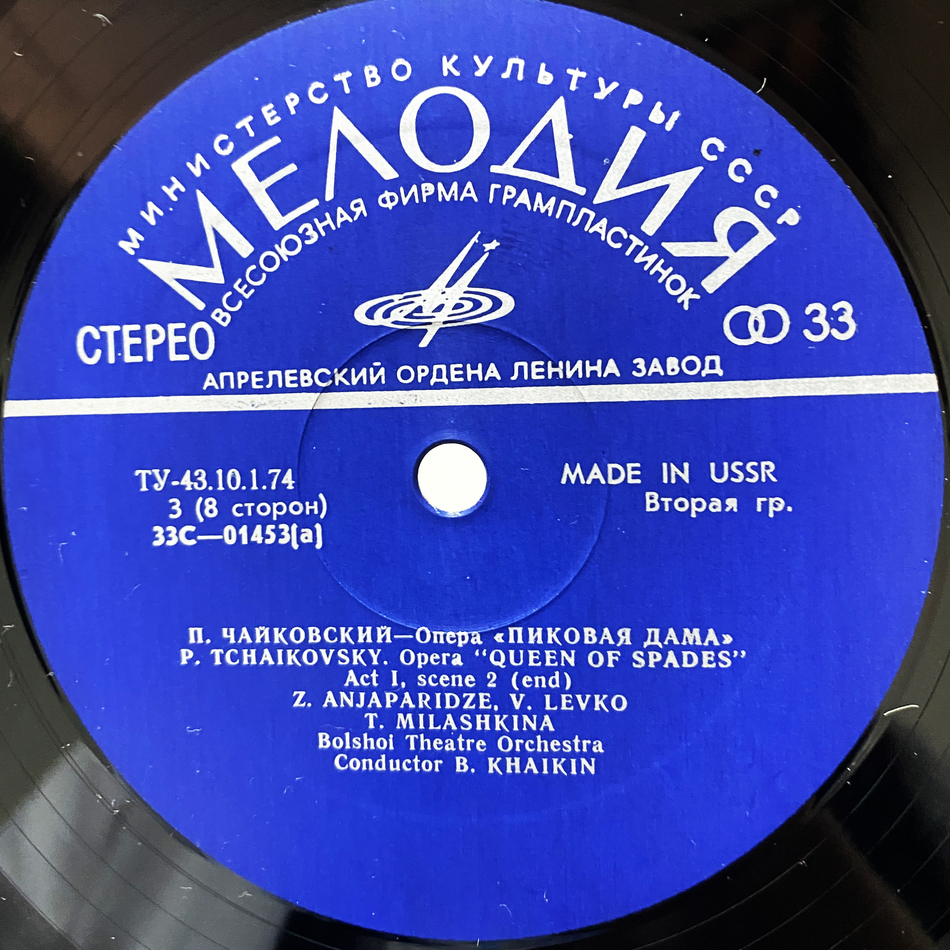 МИНИСТЕРСТВО КУЛЬТУРЫ СССР
МЕЛОДИЯ
ВСЕСОЮЗНАЯ ФИРМА ГРАМПЛАСТИНОК
СТЕРЕО
33
АПРЕЛЕВСКИЙ ОРДЕНА ЛЕНИНА ЗАВОД
ТУ-43.10.1.74
3 (8 сторон)
33С—01453(а)
MADE IN USSR
Вторая гр.
П. ЧАЙКОВСКИЙ—Опера «ПИКОВАЯ ДАМА»
P. TCHAIKOVSKY. Opera “QUEEN OF SPADES”
Act I, scene 2 (end)
Z. ANJAPARIDZE, V. LEVKO
T. MILASHKINA
Bolshoi Theatre Orchestra
Conductor B. KHAIKIN